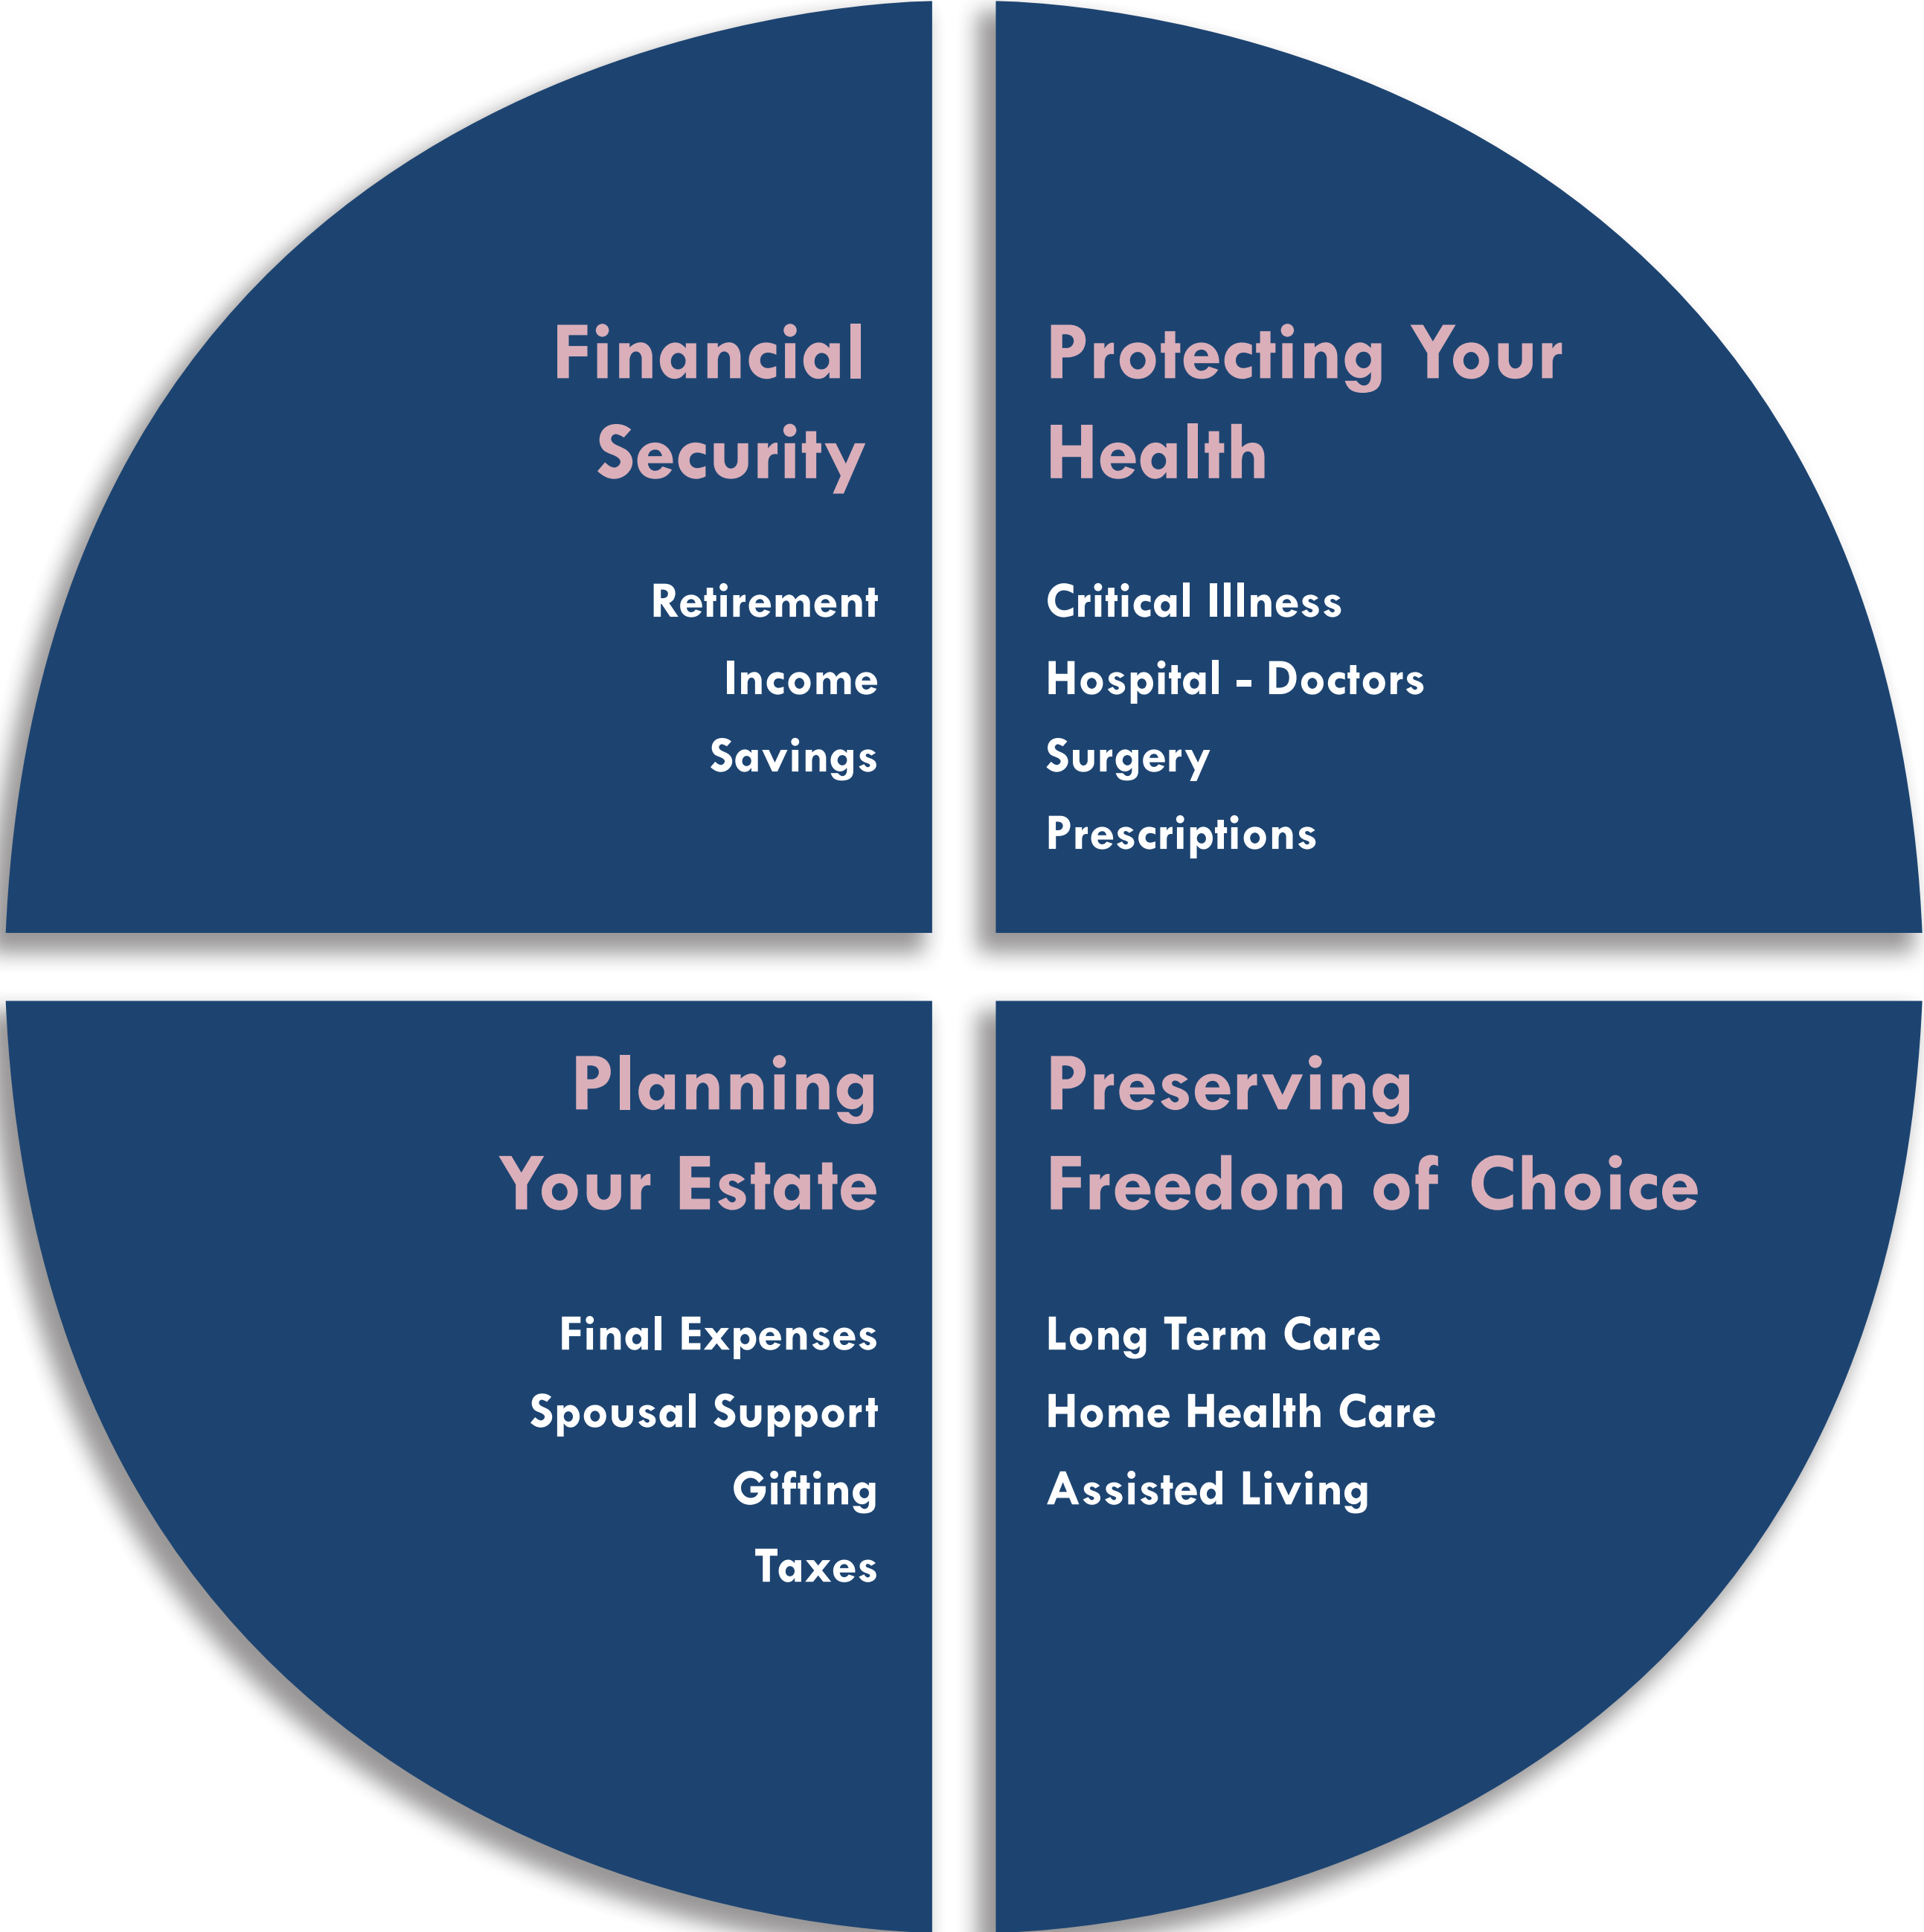 Financial
Security
Retirement
Income
Savings
Protecting Your
Health
Critical Illness
Hospital - Doctors
Surgery
Prescriptions
Planning
Your Estate
Final Expenses
Spousal Support
Gifting
Taxes
Preserving
Freedom of Choice
Long Term Care
Home Health Care
Assisted Living